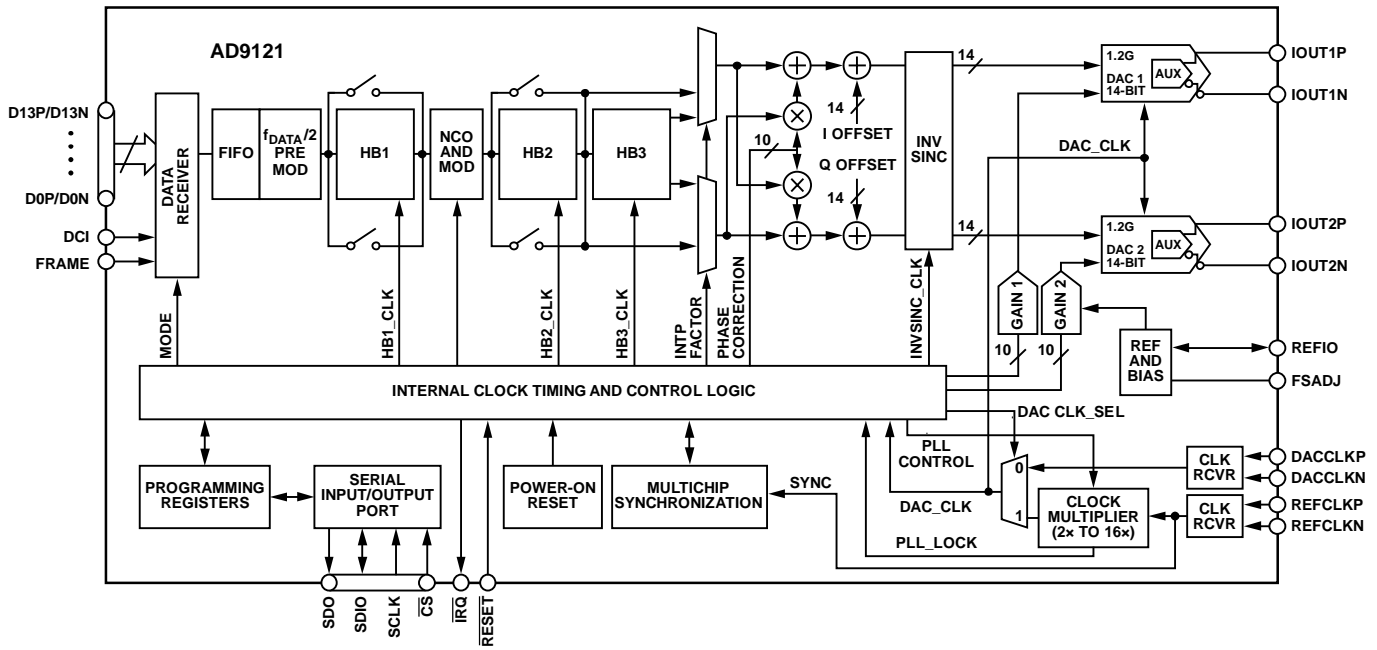 AD9121
D13P/D13N
D0P/D0N
DCI
FRAME
DATA
RECEIVER
FIFO
fDATA/2
PRE
MOD
HB1
NCO
AND
MOD
HB2
HB3
10
14
I OFFSET
Q OFFSET
14
INV
SINC
14
14
1.2G
DAC 1
14-BIT
AUX
DAC_CLK
1.2G
DAC 2
14-BIT
AUX
IOUT1P
IOUT1N
IOUT2P
IOUT2N
GAIN 1
GAIN 2
10
10
REF
AND
BIAS
REFIO
FSADJ
MODE
HB1_CLK
HB2_CLK
HB3_CLK
INTP
FACTOR
PHASE
CORRECTION
INVSINC_CLK
INTERNAL CLOCK TIMING AND CONTROL LOGIC
DAC CLK_SEL
PLL
CONTROL
0
1
DAC_CLK
PLL_LOCK
CLOCK
MULTIPLIER
(2× TO 16×)
CLK
RCVR
CLK
RCVR
DACCLKP
DACCLKN
REFCLKP
REFCLKN
PROGRAMMING
REGISTERS
SERIAL
INPUT/OUTPUT
PORT
POWER-ON
RESET
MULTICHIP
SYNCHRONIZATION
SYNC
SDO
SDIO
SCLK
CS
IRQ
RESET